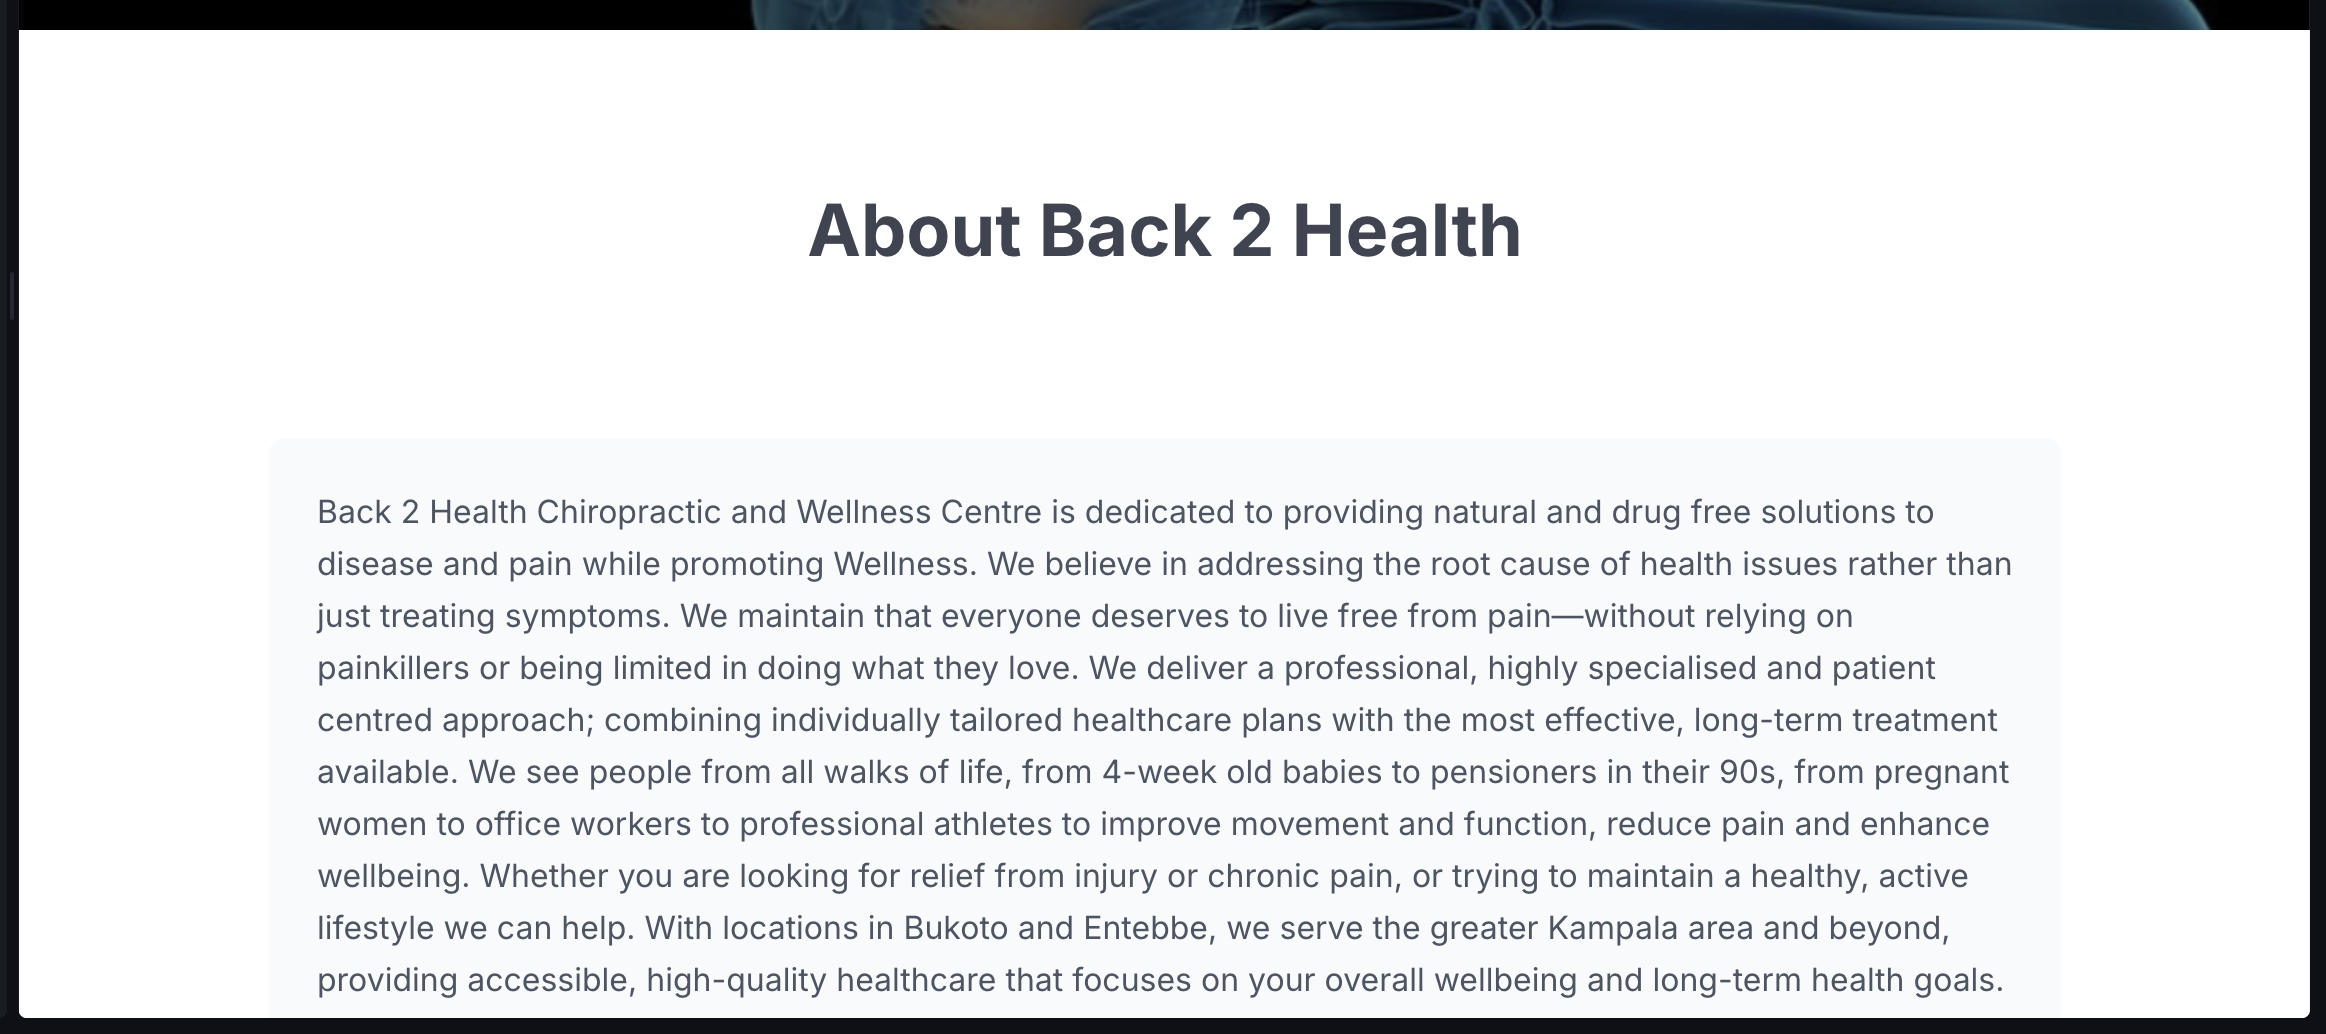 About Back 2 Health
Back 2 Health Chiropractic and Wellness Centre is dedicated to providing natural and drug free solutions to
disease and pain while promoting Wellness. We believe in addressing the root cause of health issues rather than
just treating symptoms. We maintain that everyone deserves to live free from pain—without relying on
painkillers or being limited in doing what they love. We deliver a professional, highly specialised and patient
centred approach; combining individually tailored healthcare plans with the most effective, long-term treatment
available. We see people from all walks of life, from 4-week old babies to pensioners in their 90s, from pregnant
women to office workers to professional athletes to improve movement and function, reduce pain and enhance
wellbeing. Whether you are looking for relief from injury or chronic pain, or trying to maintain a healthy, active
lifestyle we can help. With locations in Bukoto and Entebbe, we serve the greater Kampala area and beyond,
providing accessible, high-quality healthcare that focuses on your overall wellbeing and long-term health goals.